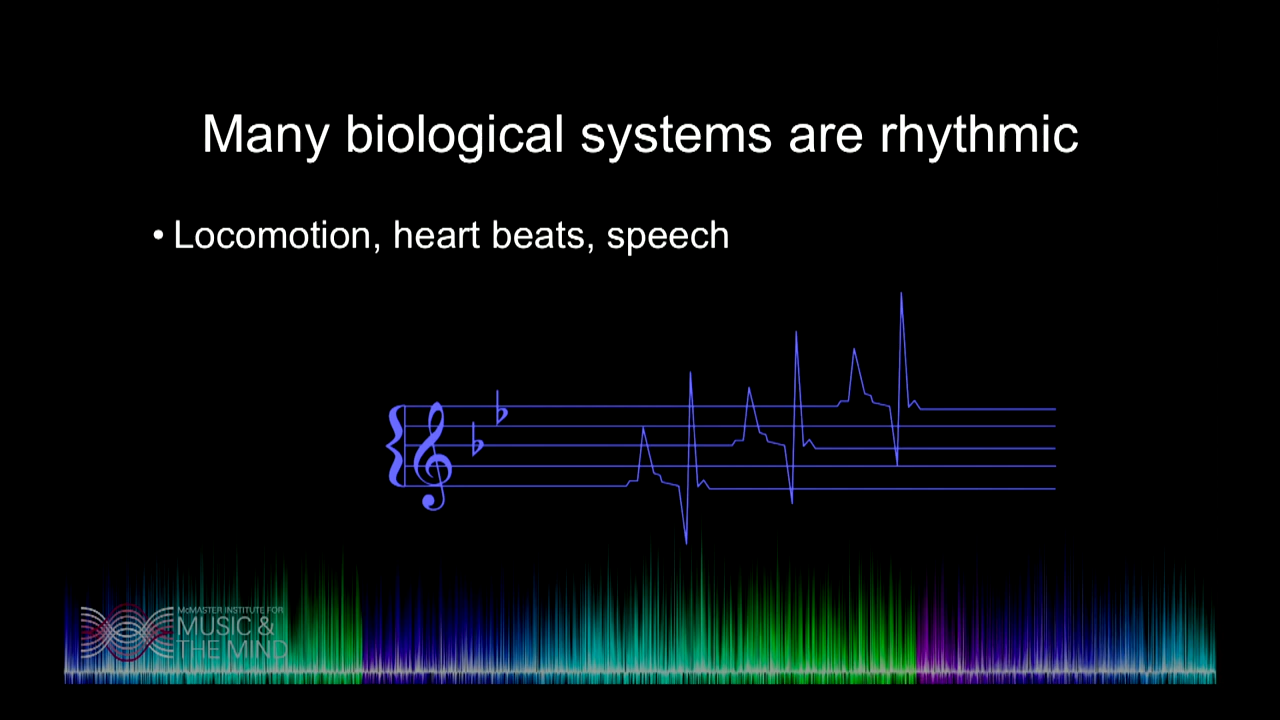 Many biological systems are rhythmic
• Locomotion, heart beats, speech
McMASTER INSTITUTE FOR
MUSIC &
THE MIND